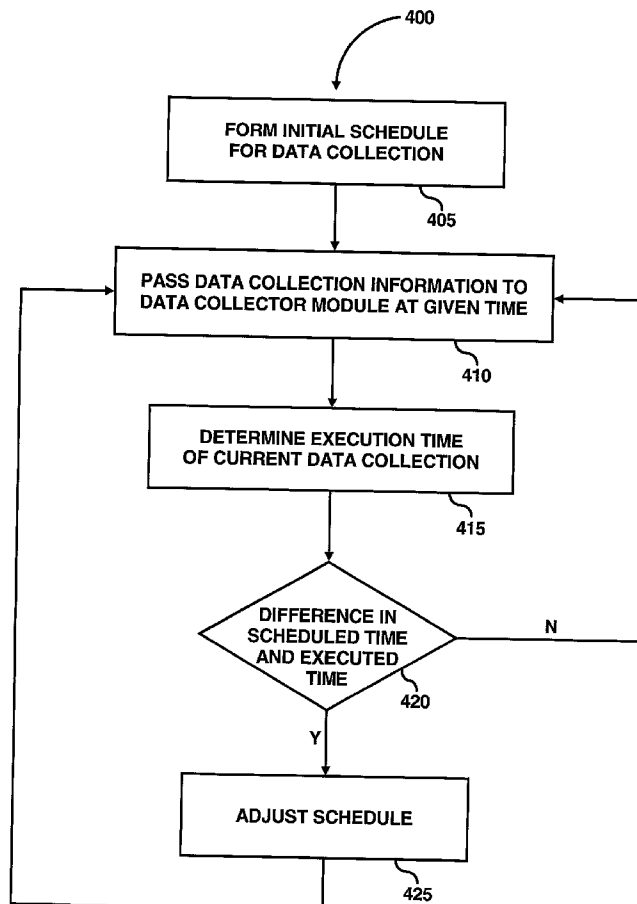 400
FORM INITIAL SCHEDULE
FOR DATA COLLECTION
405
PASS DATA COLLECTION INFORMATION TO
DATA COLLECTOR MODULE AT GIVEN TIME
410
DETERMINE EXECUTION TIME
OF CURRENT DATA COLLECTION
415
DIFFERENCE IN
SCHEDULED TIME
AND EXECUTED
TIME
N
420
Y
ADJUST SCHEDULE
425